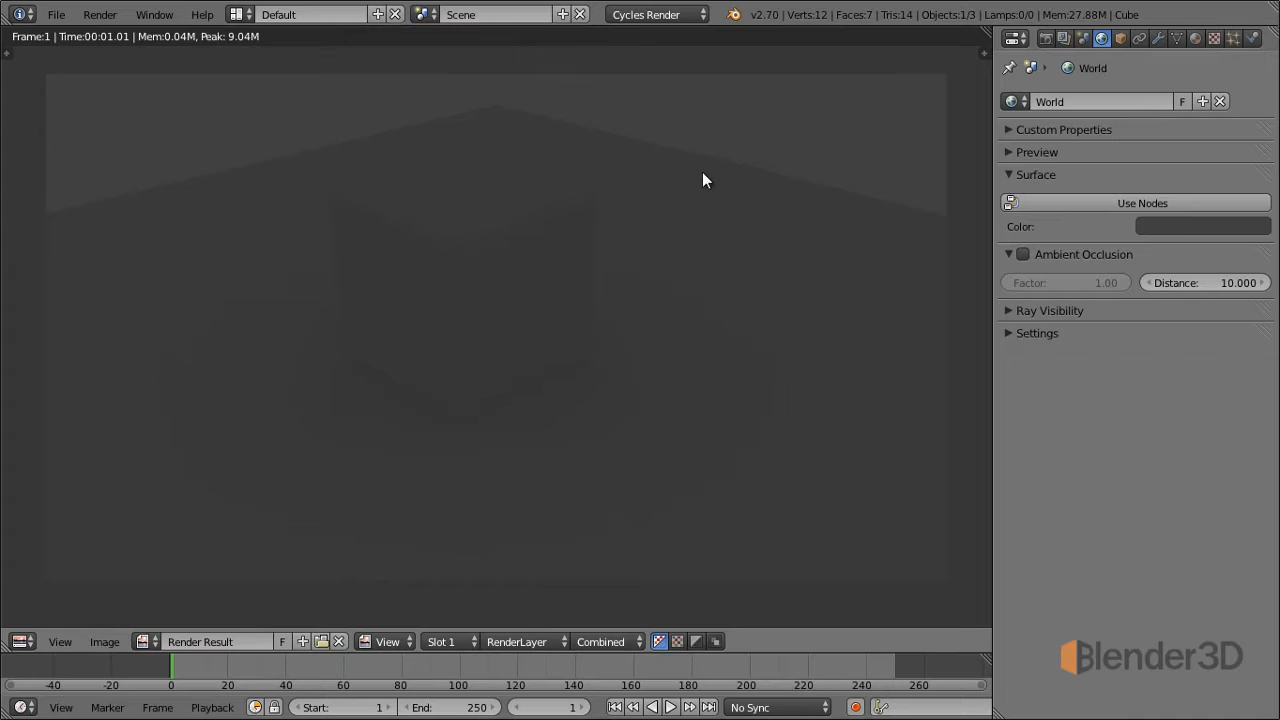 File Render Window Help Default Scene Cycles Render v2.70 | Verts:12 | Faces:7 | Tris:14 | Objects:1/3 | Lamps:0/0 | Mem:27.88M | Cube
Frame:1 | Time:00:01.01 | Mem:0.04M, Peak: 9.04M
World
World F
Custom Properties
Preview
Surface
Use Nodes
Color:
Ambient Occlusion
Factor: 1.00 Distance: 10.000
Ray Visibility
Settings
View Image Render Result F View Slot 1 RenderLayer Combined
Blender3D
-40 -20 0 20 40 60 80 100 120 140 160 180 200 220 240 260
View Marker Frame Playback Start: 1 End: 250 1 No Sync